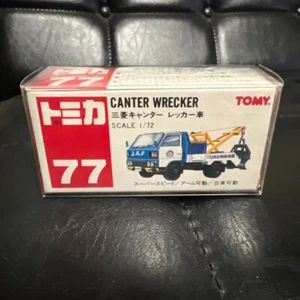 トミカ
77
CANTER WRECKER
三菱キャンター レッカー車
SCALE 1/72
TOMY.
JAF
スーパースピード/アーム可動/台車可動